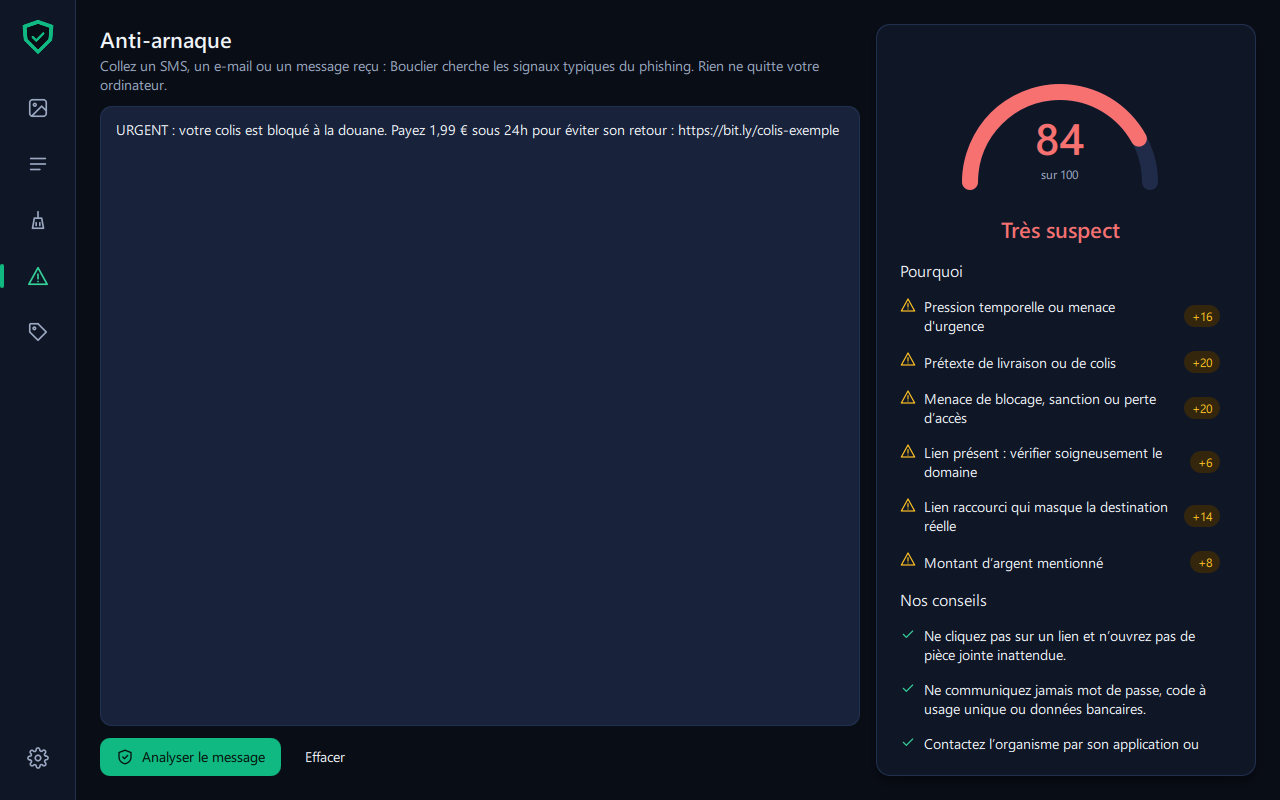 Anti-arnaque
Collez un SMS, un e-mail ou un message reçu : Bouclier cherche les signaux typiques du phishing. Rien ne quitte votre
ordinateur.
URGENT : votre colis est bloqué à la douane. Payez 1,99 € sous 24h pour éviter son retour : https://bit.ly/colis-exemple
Analyser le message
Effacer
84
sur 100
Très suspect
Pourquoi
Pression temporelle ou menace
d'urgence
+16
Prétexte de livraison ou de colis
+20
Menace de blocage, sanction ou perte
d’accès
+20
Lien présent : vérifier soigneusement le
domaine
+6
Lien raccourci qui masque la destination
réelle
+14
Montant d’argent mentionné
+8
Nos conseils
Ne cliquez pas sur un lien et n’ouvrez pas de
pièce jointe inattendue.
Ne communiquez jamais mot de passe, code à
usage unique ou données bancaires.
Contactez l’organisme par son application ou